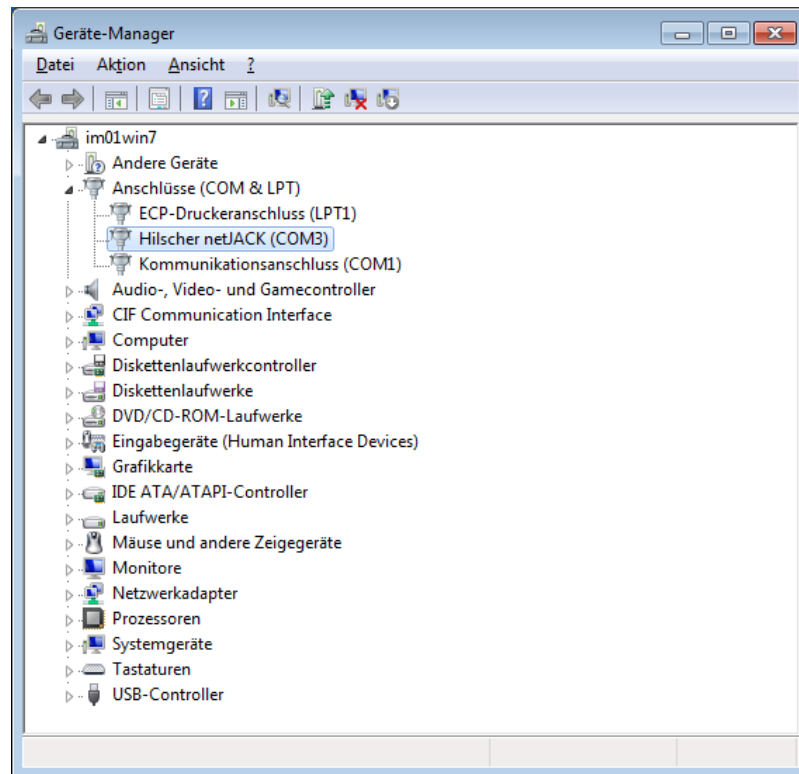 Geräte-Manager
Datei Aktion Ansicht ?
im01win7
Andere Geräte
Anschlüsse (COM & LPT)
ECP-Druckeranschluss (LPT1)
Hilscher netJACK (COM3)
Kommunikationsanschluss (COM1)
Audio-, Video- und Gamecontroller
CIF Communication Interface
Computer
Diskettenlaufwerkcontroller
Diskettenlaufwerke
DVD/CD-ROM-Laufwerke
Eingabegeräte (Human Interface Devices)
Grafikkarte
IDE ATA/ATAPI-Controller
Laufwerke
Mäuse und andere Zeigegeräte
Monitore
Netzwerkadapter
Prozessoren
Systemgeräte
Tastaturen
USB-Controller